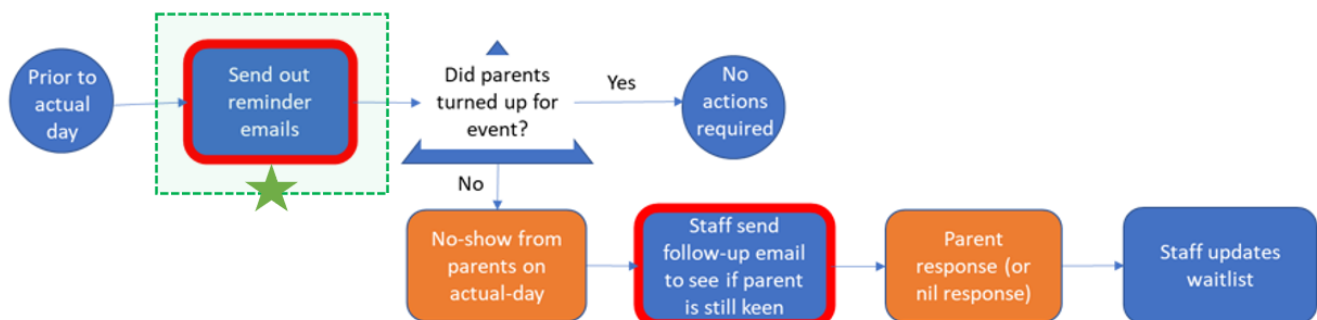 Prior to
actual
day
Send out
reminder
emails
Did parents
turned up for
event?
Yes
No
actions
required
No
No-show from
parents on
actual-day
Staff send
follow-up email
to see if parent
is still keen
Parent
response (or
nil response)
Staff updates
waitlist